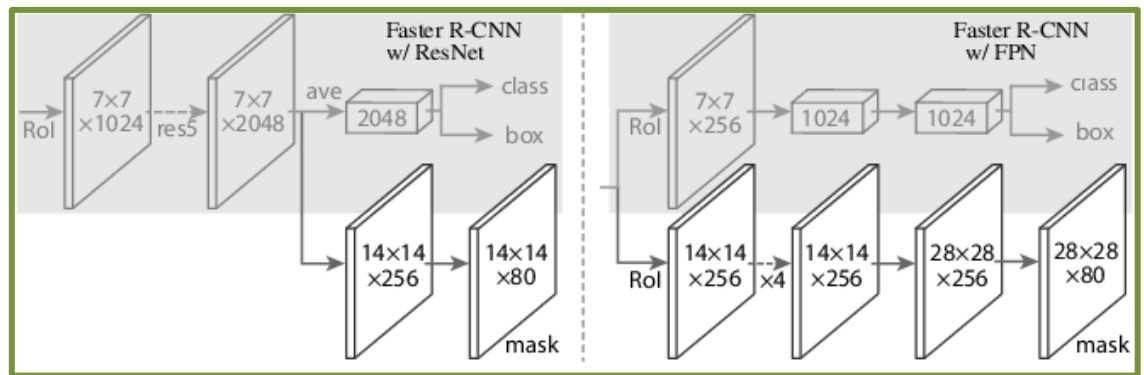 Faster R-CNN
w/ ResNet
RoI
7×7
×1024
res5
7×7
×2048
ave
2048
class
box
14×14
×256
14×14
×80
mask
Faster R-CNN
w/ FPN
RoI
7×7
×256
1024
1024
class
box
RoI
14×14
×256
×4
14×14
×256
28×28
×256
28×28
×80
mask